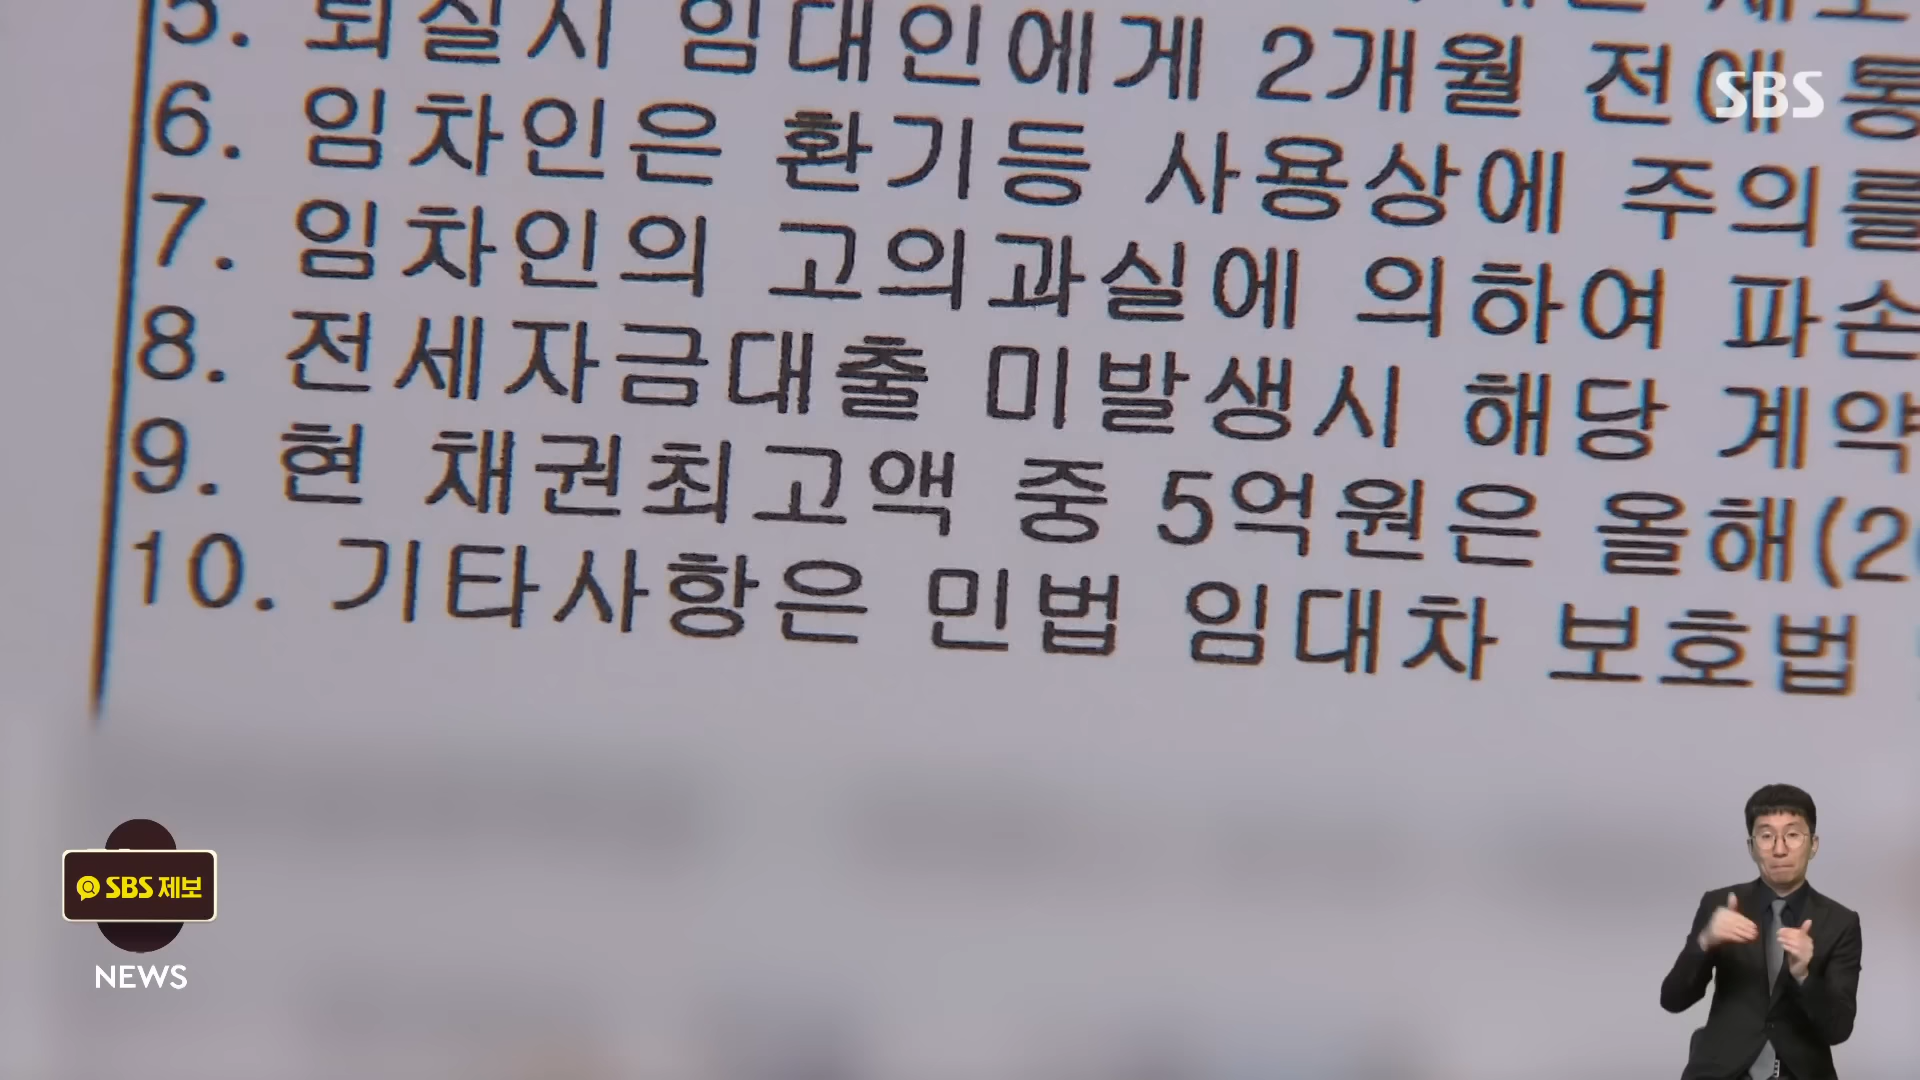 5. 퇴실시 임대인에게 2개월 전에 통
6. 임차인은 환기등 사용상에 주의를
7. 임차인의 고의과실에 의하여 파손
8. 전세자금대출 미발생시 해당 계약
9. 현 채권최고액 중 5억원은 올해(20
10. 기타사항은 민법 임대차 보호법
SBS
SBS 제보
NEWS